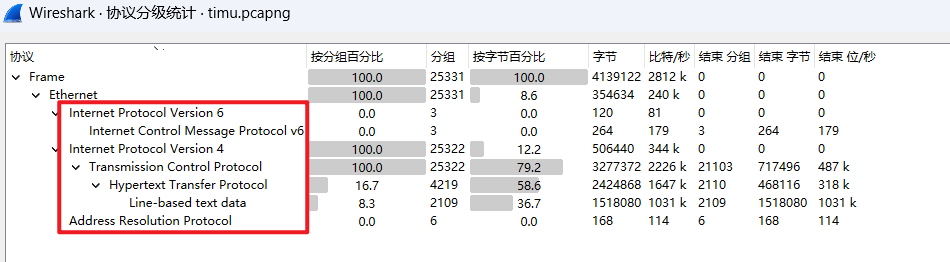 Wireshark · 协议分级统计 · timu.pcapng
协议 按分组百分比 分组 按字节百分比 字节 比特/秒 结束 分组 结束 字节 结束 位/秒
Frame 100.0 25331 100.0 4139122 2812 k 0 0 0
Ethernet 100.0 25331 8.6 354634 240 k 0 0 0
Internet Protocol Version 6 0.0 3 0.0 120 81 0 0 0
Internet Control Message Protocol v6 0.0 3 0.0 264 179 3 264 179
Internet Protocol Version 4 100.0 25322 12.2 506440 344 k 0 0 0
Transmission Control Protocol 100.0 25322 79.2 3277372 2226 k 21103 717496 487 k
Hypertext Transfer Protocol 16.7 4219 58.6 2424868 1647 k 2110 468116 318 k
Line-based text data 8.3 2109 36.7 1518080 1031 k 2109 1518080 1031 k
Address Resolution Protocol 0.0 6 0.0 168 114 6 168 114